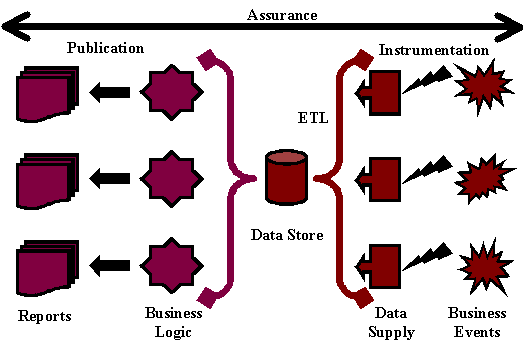 Assurance
Publication
Instrumentation
ETL
Data Store
Reports
Business
Logic
Data
Supply
Business
Events